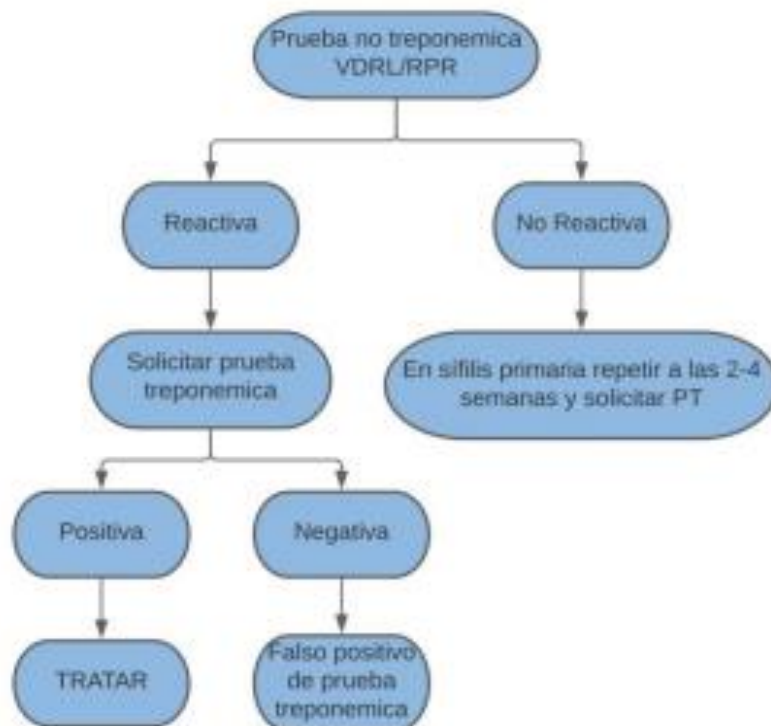 Prueba no treponemica
VDRL/RPR
Reactiva
No Reactiva
Solicitar prueba
treponemica
En sífilis primaria repetir a las 2-4
semanas y solicitar PT
Positiva
Negativa
TRATAR
Falso positivo
de prueba
treponemica